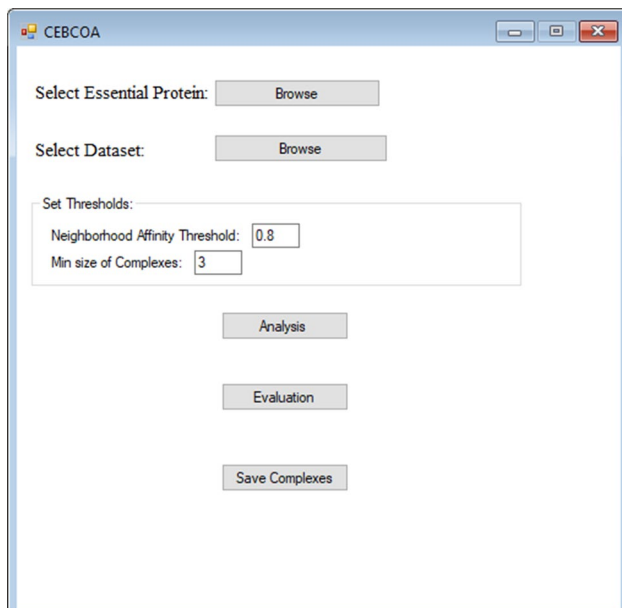 CEBCOA
Select Essential Protein: Browse
Select Dataset: Browse
Set Thresholds:
Neighborhood Affinity Threshold: 0.8
Min size of Complexes: 3
Analysis
Evaluation
Save Complexes